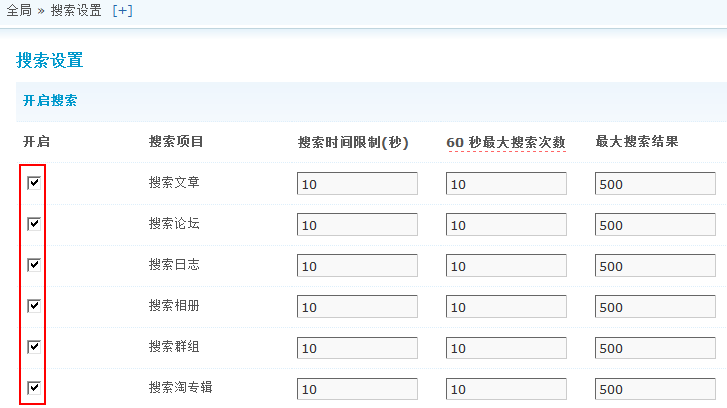 全局 » 搜索设置 [+]
搜索设置
开启搜索
开启 搜索项目 搜索时间限制(秒) 60 秒最大搜索次数 最大搜索结果
搜索文章 10 10 500
搜索论坛 10 10 500
搜索日志 10 10 500
搜索相册 10 10 500
搜索群组 10 10 500
搜索淘专辑 10 10 500